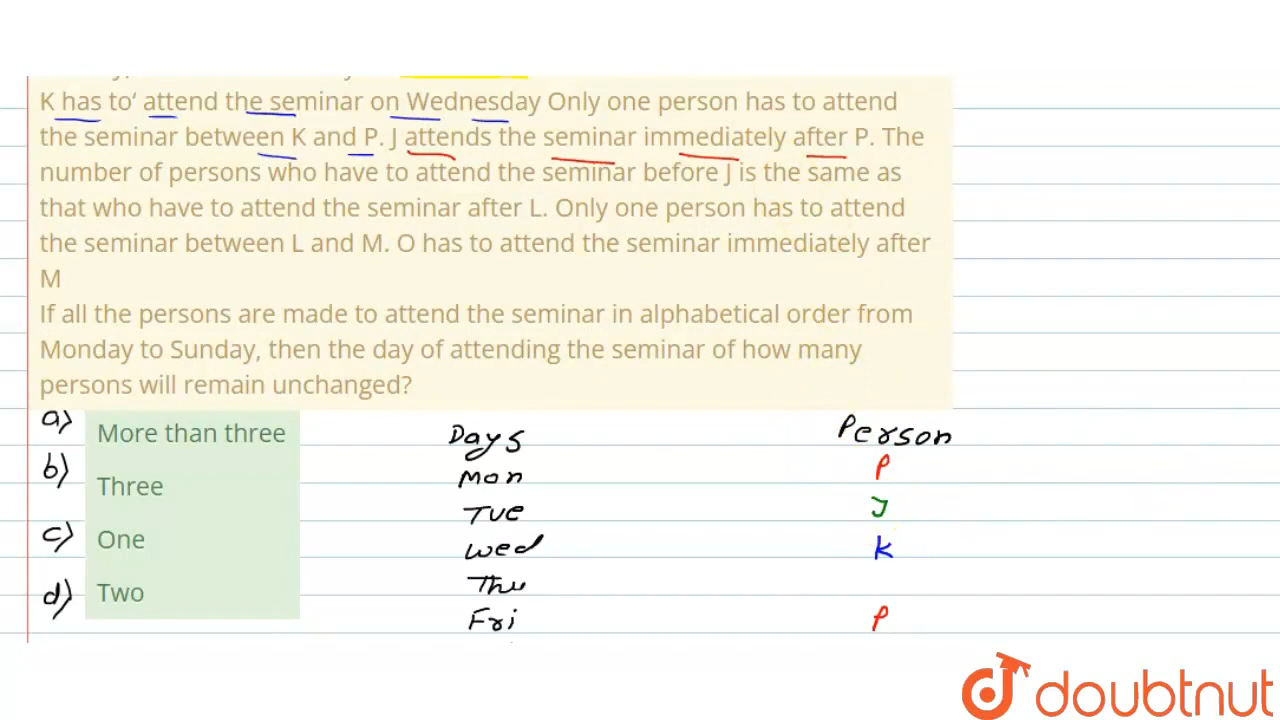 K has to‘ attend the seminar on Wednesday Only one person has to attend
the seminar between K and P. J attends the seminar immediately after P. The
number of persons who have to attend the seminar before J is the same as
that who have to attend the seminar after L. Only one person has to attend
the seminar between L and M. O has to attend the seminar immediately after
M
If all the persons are made to attend the seminar in alphabetical order from
Monday to Sunday, then the day of attending the seminar of how many
persons will remain unchanged?
a) More than three
b) Three
c) One
d) Two
Days Person
Mon P
Tue J
Wed K
Thu
Fri P
doubtnut